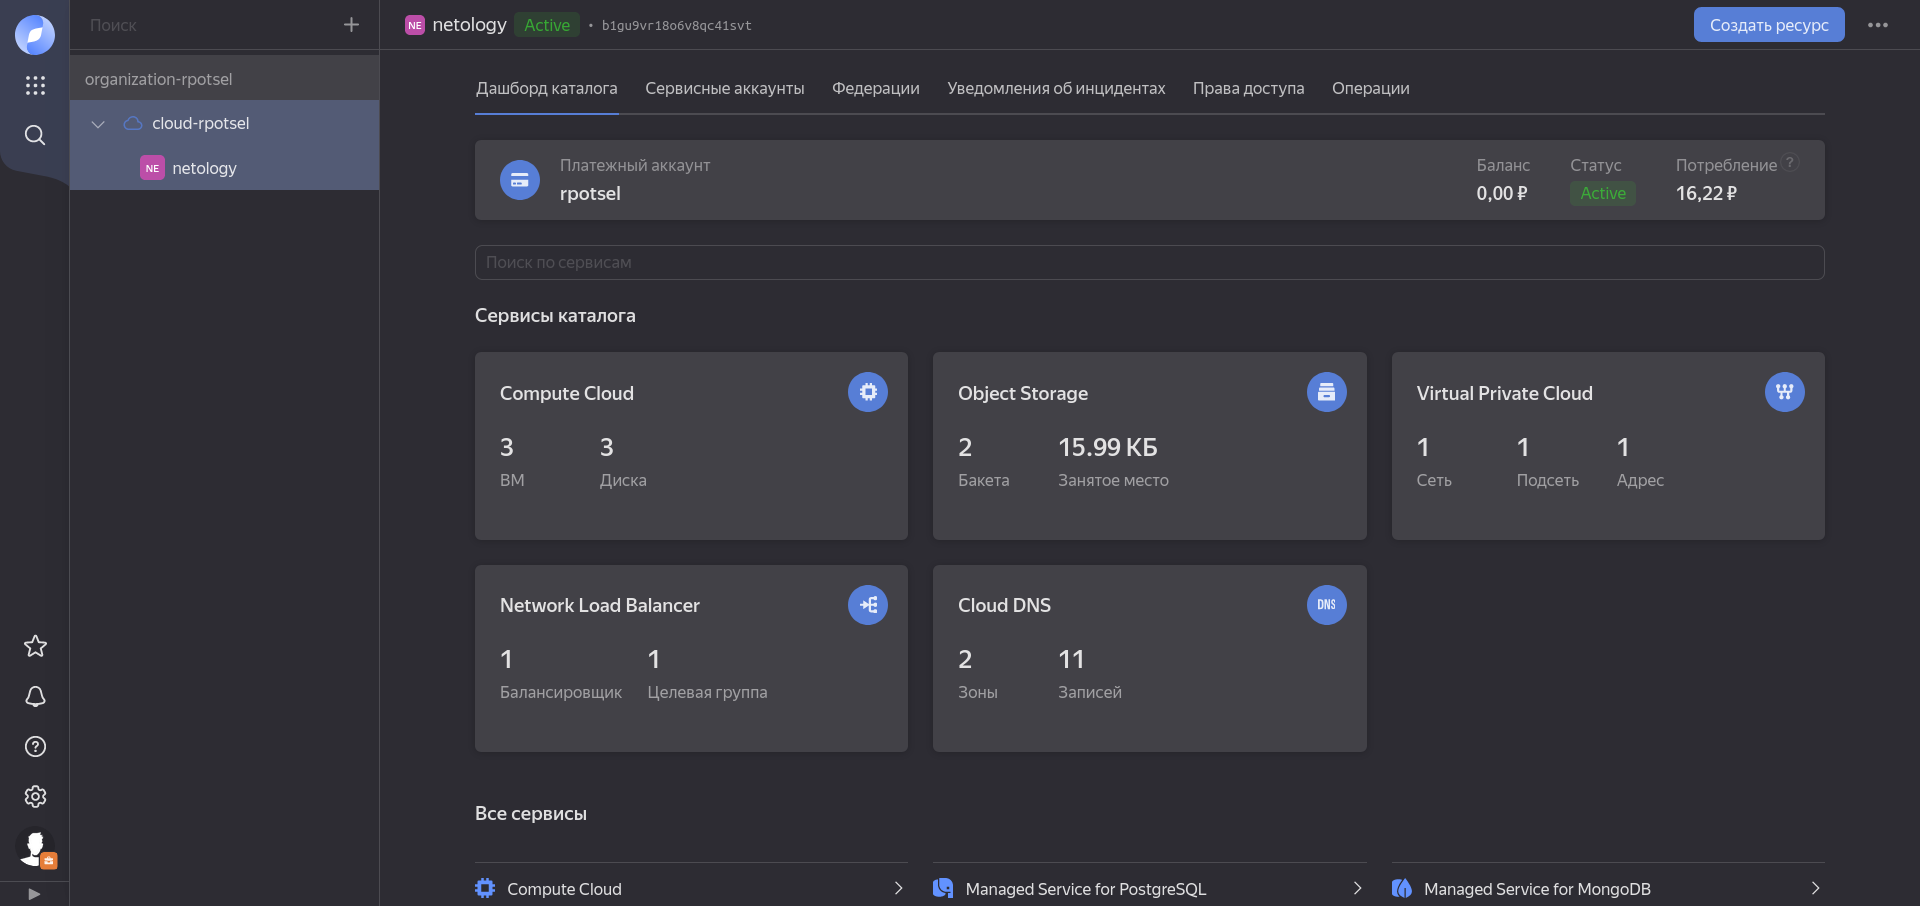 Поиск
organization-rpotsel
cloud-rpotsel
NE netology
NE netology Active • b1gu9vr18o6v8qc41svt
Создать ресурс
Дашборд каталога Сервисные аккаунты Федерации Уведомления об инцидентах Права доступа Операции
Платежный аккаунт
rpotsel
Баланс
0,00 ₽
Статус
Active
Потребление ?
16,22 ₽
Поиск по сервисам
Сервисы каталога
Compute Cloud
3 3
ВМ Диска
Object Storage
2 15.99 КБ
Бакета Занятое место
Virtual Private Cloud
1 1 1
Сеть Подсеть Адрес
Network Load Balancer
1 1
Балансировщик Целевая группа
Cloud DNS
DNS
2 11
Зоны Записей
Все сервисы
Compute Cloud
Managed Service for PostgreSQL
Managed Service for MongoDB